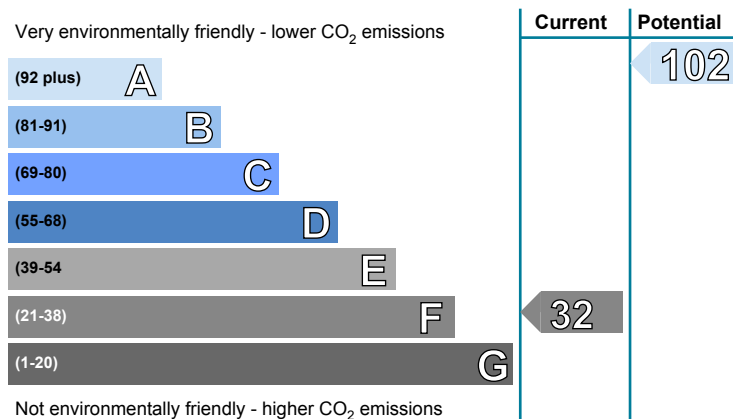 Very environmentally friendly - lower CO2 emissions
Current
Potential
(92 plus) A
102
(81-91) B
(69-80) C
(55-68) D
(39-54 E
(21-38) F
32
(1-20) G
Not environmentally friendly - higher CO2 emissions